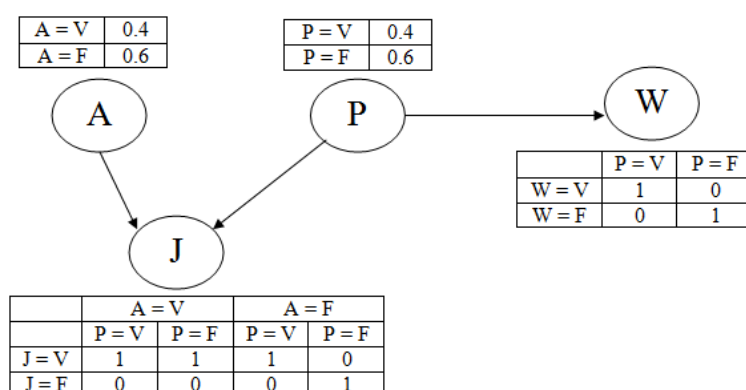 A = V 0.4
A = F 0.6
P = V 0.4
P = F 0.6
A
P
W
P = V P = F
W = V 1 0
W = F 0 1
J
A = V A = F
P = V P = F P = V P = F
J = V 1 1 1 0
J = F 0 0 0 1